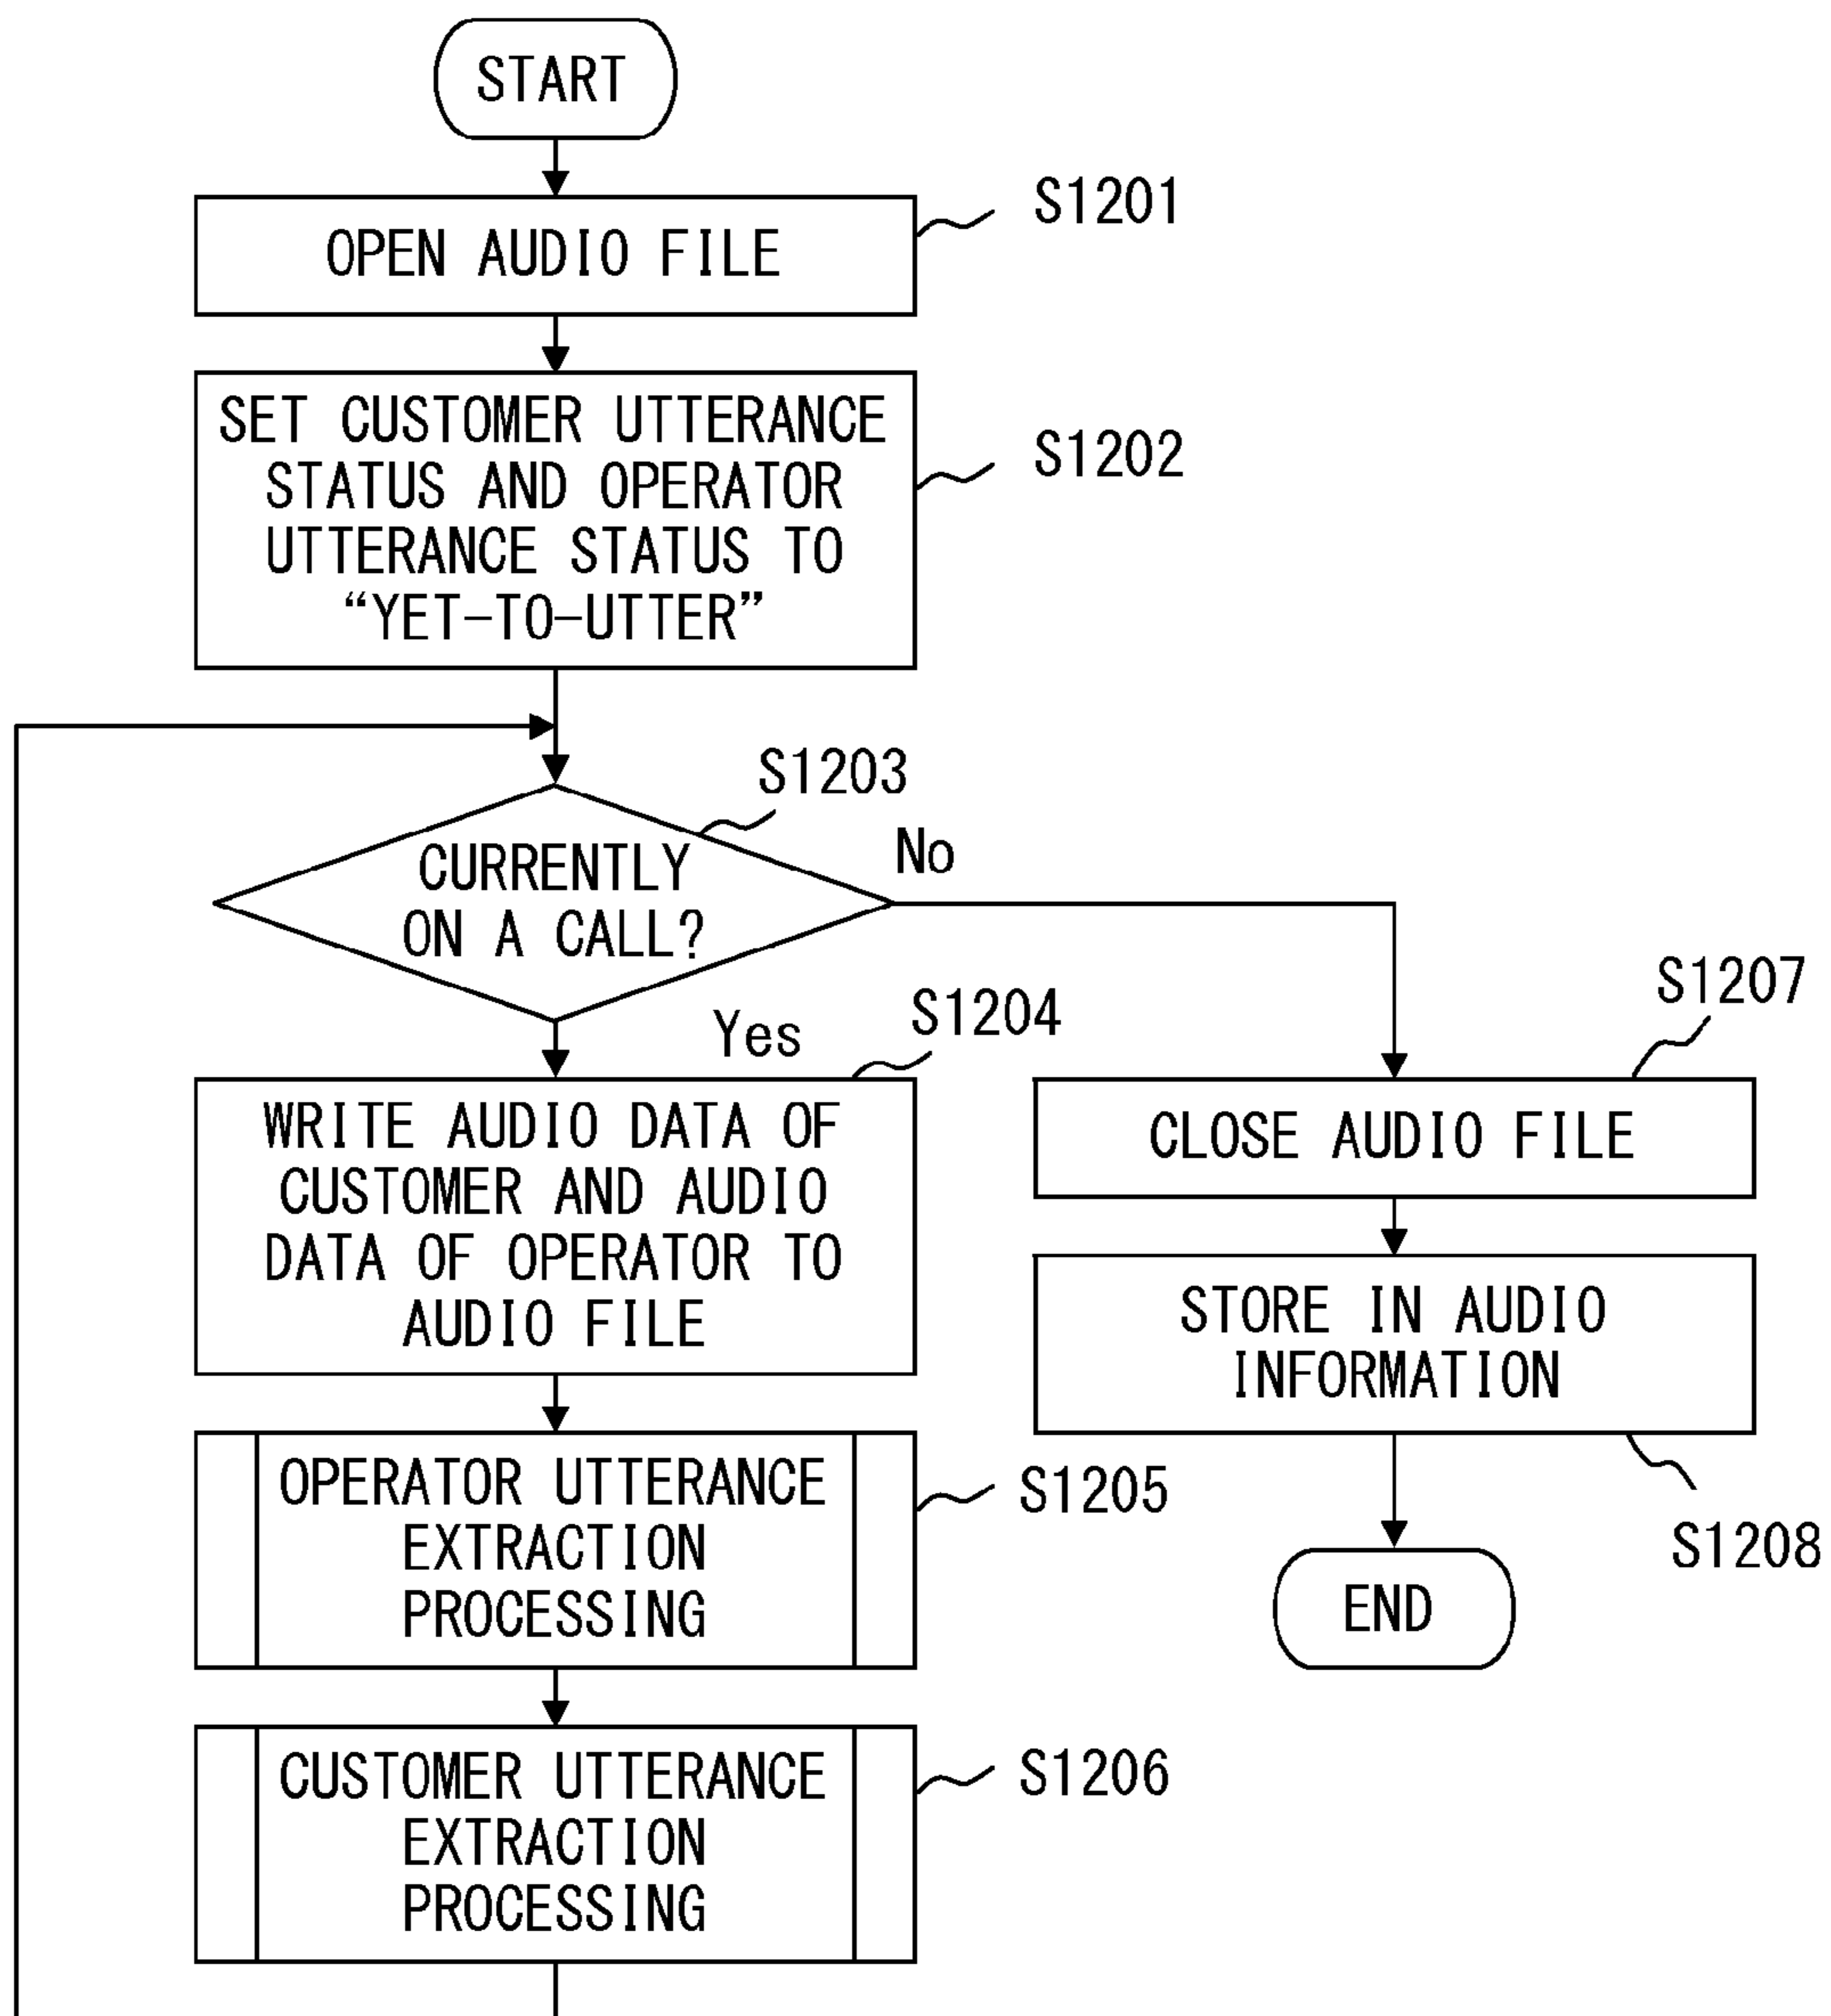 START
S1201
OPEN AUDIO FILE
S1202
SET CUSTOMER UTTERANCE
STATUS AND OPERATOR
UTTERANCE STATUS TO
“YET-TO-UTTER”
S1203
CURRENTLY
ON A CALL?
No
Yes
S1204
WRITE AUDIO DATA OF
CUSTOMER AND AUDIO
DATA OF OPERATOR TO
AUDIO FILE
S1205
OPERATOR UTTERANCE
EXTRACTION
PROCESSING
S1206
CUSTOMER UTTERANCE
EXTRACTION
PROCESSING
S1207
CLOSE AUDIO FILE
STORE IN AUDIO
INFORMATION
S1208
END